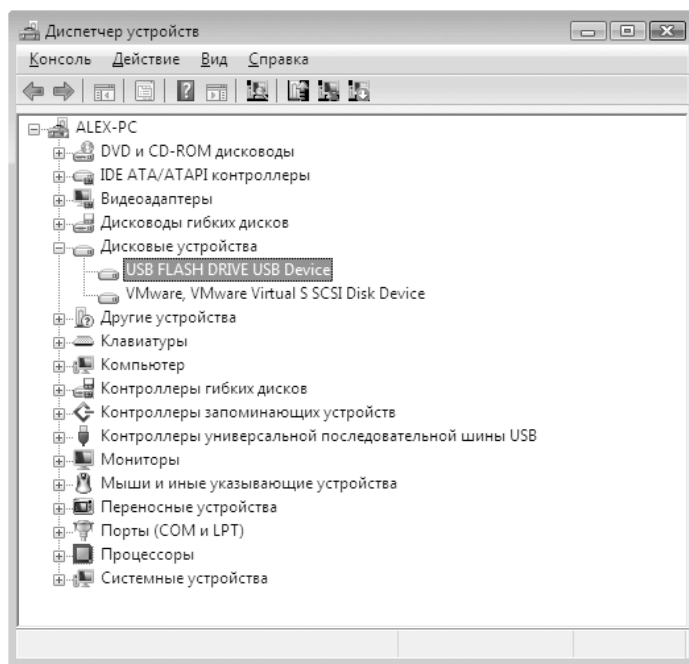 Диспетчер устройств
Консоль Действие Вид Справка
ALEX-PC
DVD и CD-ROM дисководы
IDE ATA/ATAPI контроллеры
Видеоадаптеры
Дисководы гибких дисков
Дисковые устройства
USB FLASH DRIVE USB Device
VMware, VMware Virtual S SCSI Disk Device
Другие устройства
Клавиатуры
Компьютер
Контроллеры гибких дисков
Контроллеры запоминающих устройств
Контроллеры универсальной последовательной шины USB
Мониторы
Мыши и иные указывающие устройства
Переносные устройства
Порты (COM и LPT)
Процессоры
Системные устройства